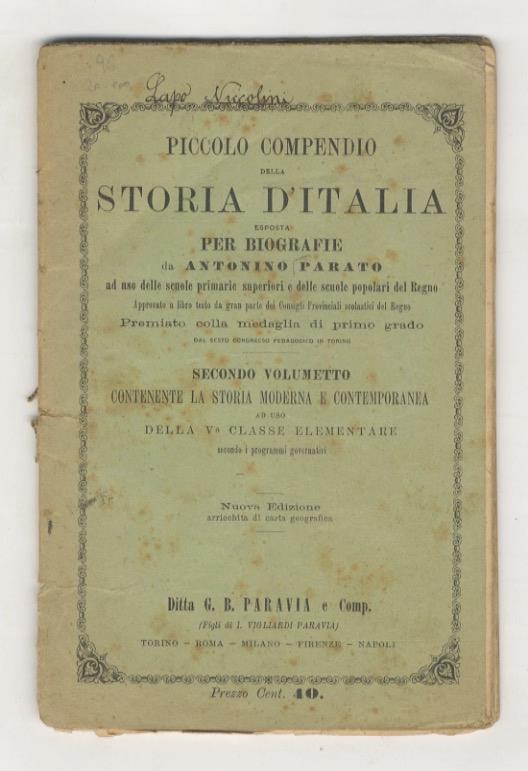 96
Lapo Niccolini
PICCOLO COMPENDIO
DELLA
STORIA D'ITALIA
ESPOSTA
PER BIOGRAFIE
da ANTONINO PARATO
ad uso delle scuole primarie superiori e delle scuole popolari del Regno
Approvato a libro testo da gran parte dei Consigli Provinciali scolastici del Regno
Premiato colla medaglia di primo grado
DAL SESTO CONGRESSO PEDAGOGICO IN TORINO
SECONDO VOLUMETTO
CONTENENTE LA STORIA MODERNA E CONTEMPORANEA
AD USO
DELLA Vª CLASSE ELEMENTARE
secondo i programmi governativi
Nuova Edizione
arricchita di carta geografica
Ditta G. B. PARAVIA e Comp.
(Figli di I. VIGLIARDI PARAVIA)
TORINO – ROMA – MILANO – FIRENZE – NAPOLI
Prezzo Cent. 40.